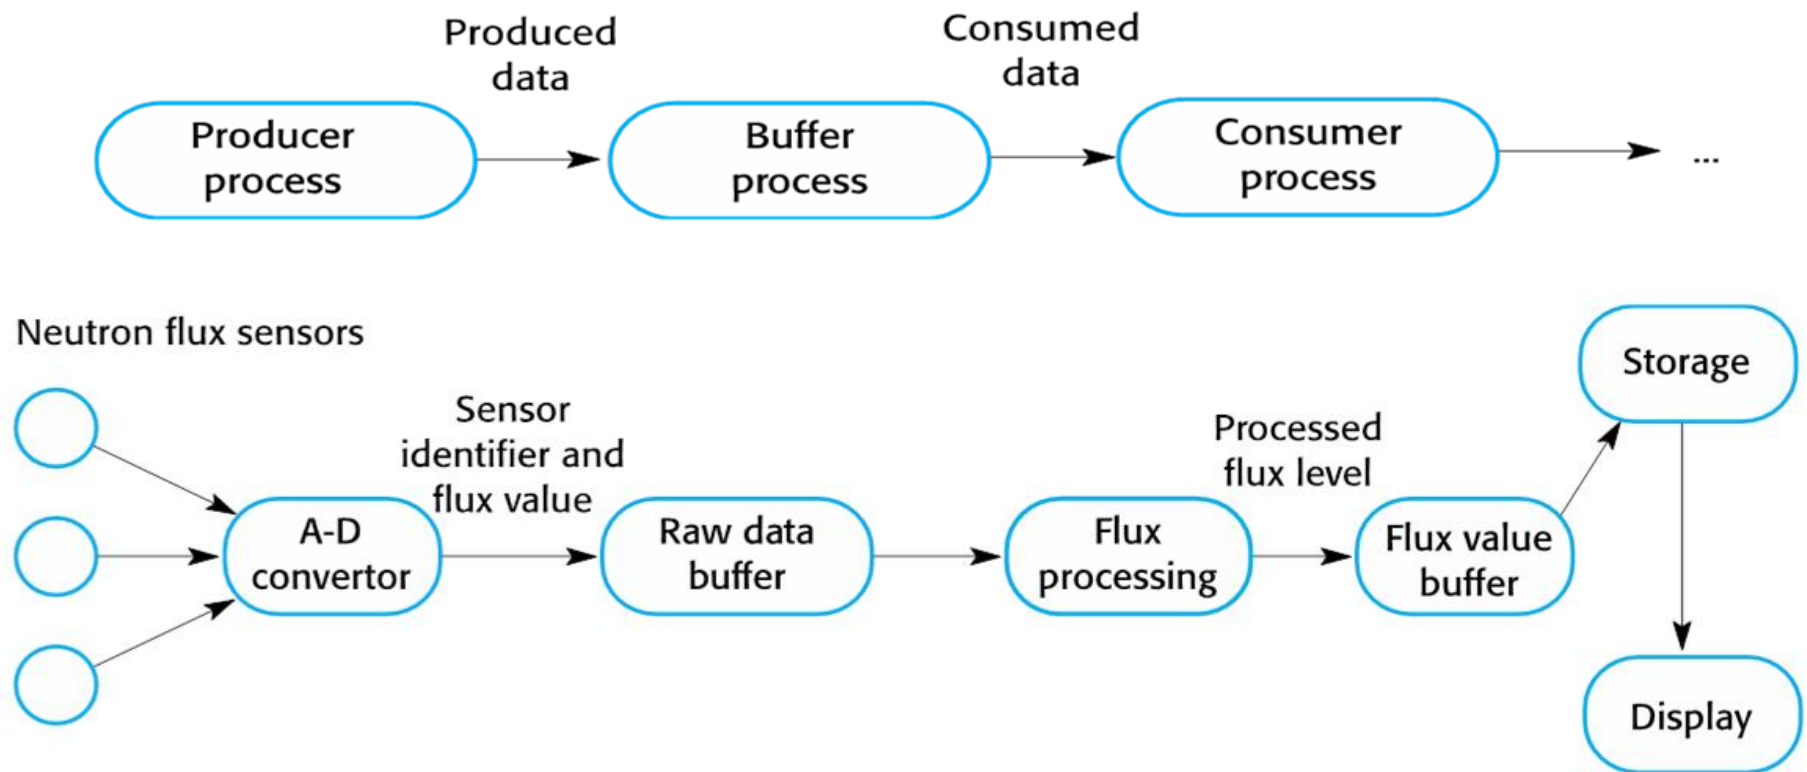 Produced
data
Consumed
data
Producer
process
Buffer
process
Consumer
process
...
Neutron flux sensors
Sensor
identifier and
flux value
Processed
flux level
Storage
A-D
convertor
Raw data
buffer
Flux
processing
Flux value
buffer
Display